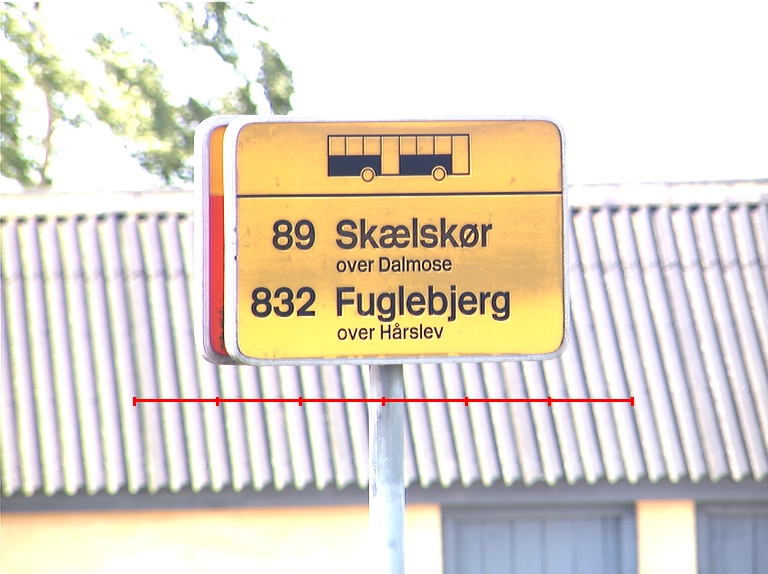 89 Skælskør
over Dalmose
832 Fuglebjerg
over Hårslev